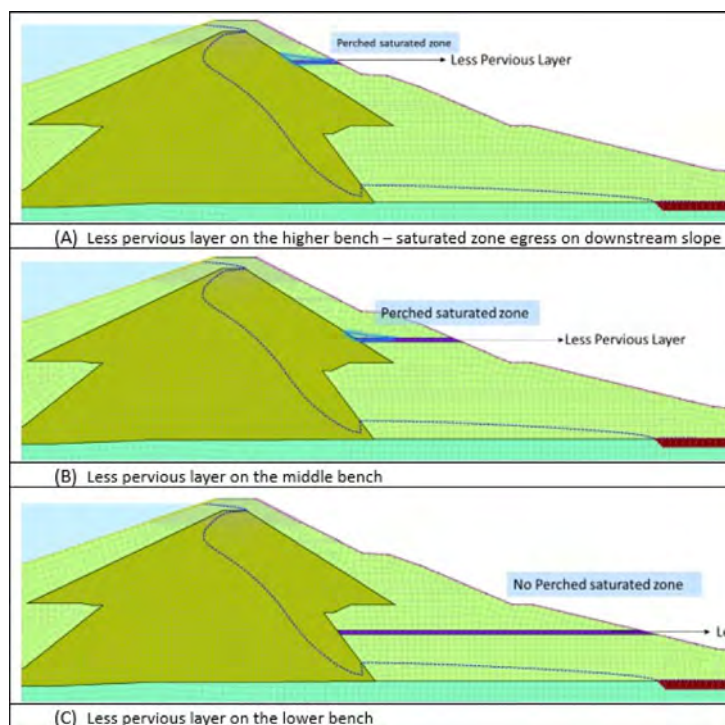 Perched saturated zone
Less Pervious Layer
(A) Less pervious layer on the higher bench – saturated zone egress on downstream slope
Perched saturated zone
Less Pervious Layer
(B) Less pervious layer on the middle bench
No Perched saturated zone
(C) Less pervious layer on the lower bench